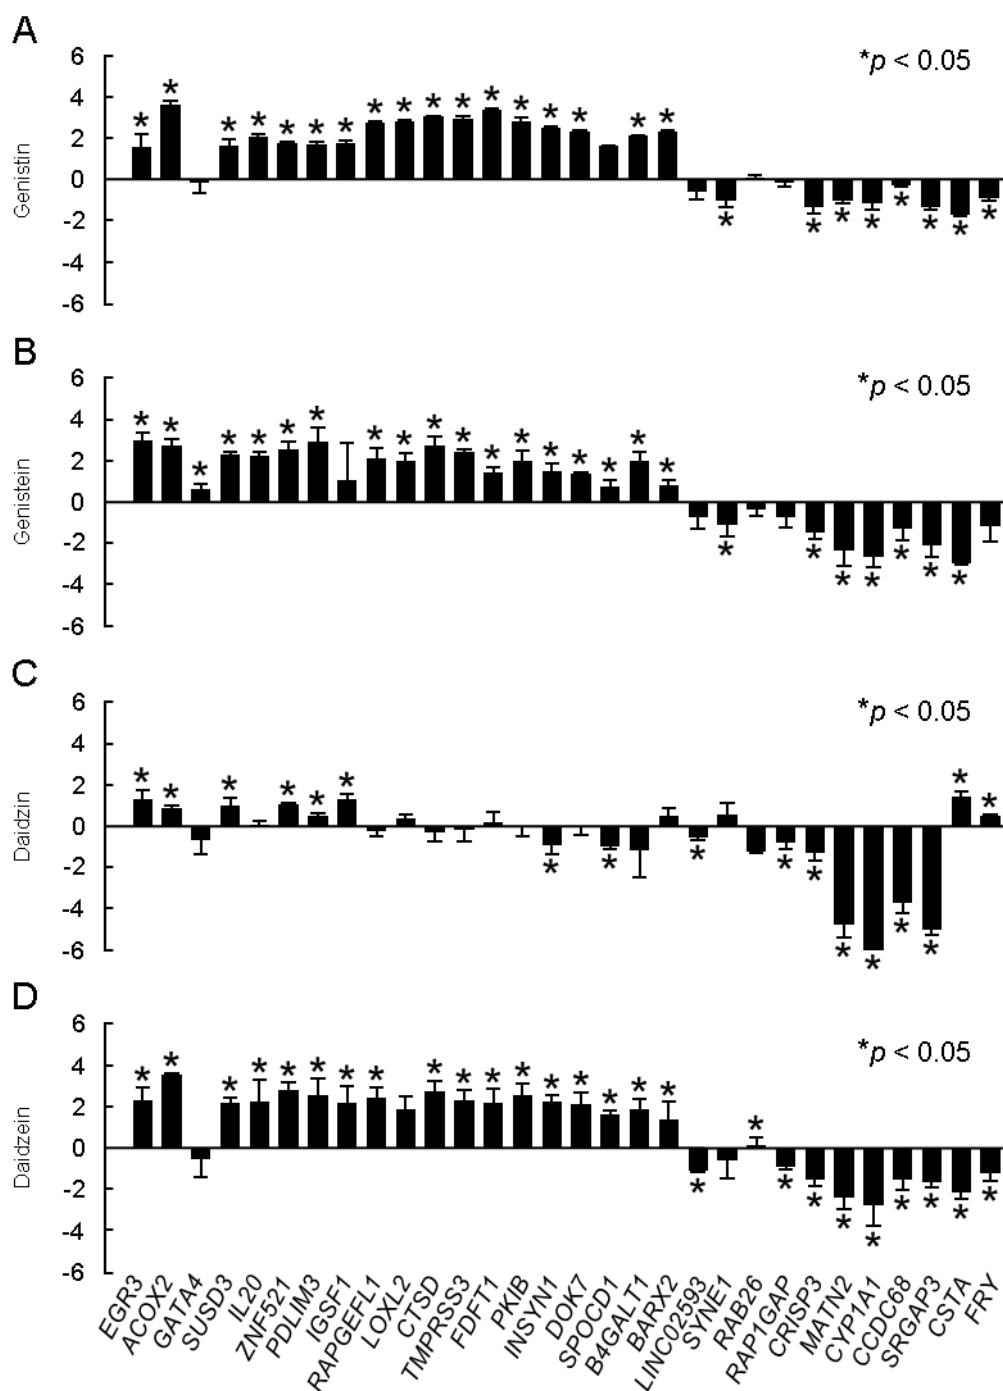 A
6
4
2
0
-2
-4
-6
Genistin
*p < 0.05
B
6
4
2
0
-2
-4
-6
Genistein
*p < 0.05
C
6
4
2
0
-2
-4
-6
Daidzin
*p < 0.05
D
6
4
2
0
-2
-4
-6
Daidzein
*p < 0.05
EGR3
ACOX2
GATA4
SUSD3
IL20
ZNF521
PDLIM3
IGSF1
RAPGEFL1
LOXL2
CTSD
TMPRSS3
FDFT1
PKIB
INSYN1
DOK7
SPOCD1
B4GALT1
BARX2
LINC02593
SYNE1
RAB26
RAP1GAP
CRISP3
MATN2
CYP1A1
CCDC68
SRGAP3
CSTA
FRY